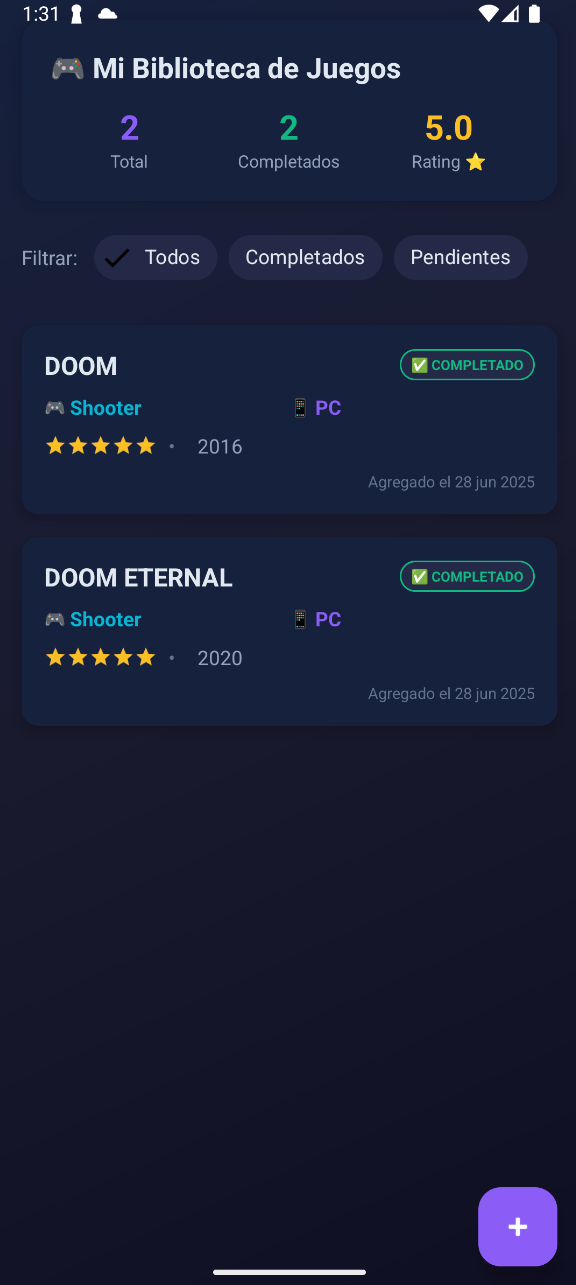 1:31
🎮 Mi Biblioteca de Juegos
2 2 5.0
Total Completados Rating ⭐
Filtrar: Todos Completados Pendientes
DOOM ✅ COMPLETADO
🎮 Shooter 📱 PC
⭐⭐⭐⭐⭐ • 2016
Agregado el 28 jun 2025
DOOM ETERNAL ✅ COMPLETADO
🎮 Shooter 📱 PC
⭐⭐⭐⭐⭐ • 2020
Agregado el 28 jun 2025
+